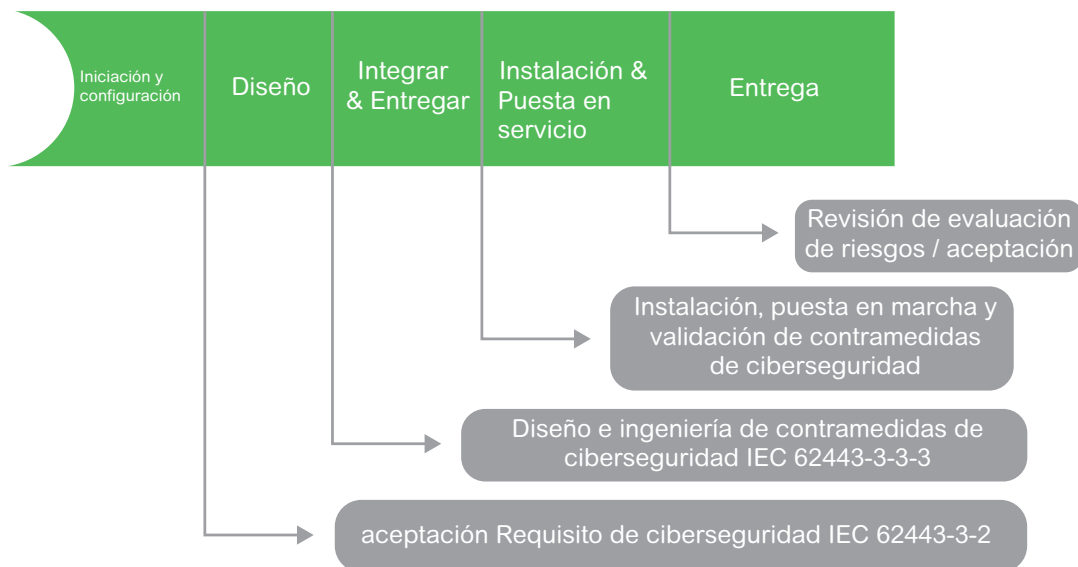 Iniciación y
configuración
Diseño
Integrar
& Entregar
Instalación &
Puesta en
servicio
Entrega
Revisión de evaluación
de riesgos / aceptación
Instalación, puesta en marcha y
validación de contramedidas
de ciberseguridad
Diseño e ingeniería de contramedidas de
ciberseguridad IEC 62443-3-3-3
aceptación Requisito de ciberseguridad IEC 62443-3-2